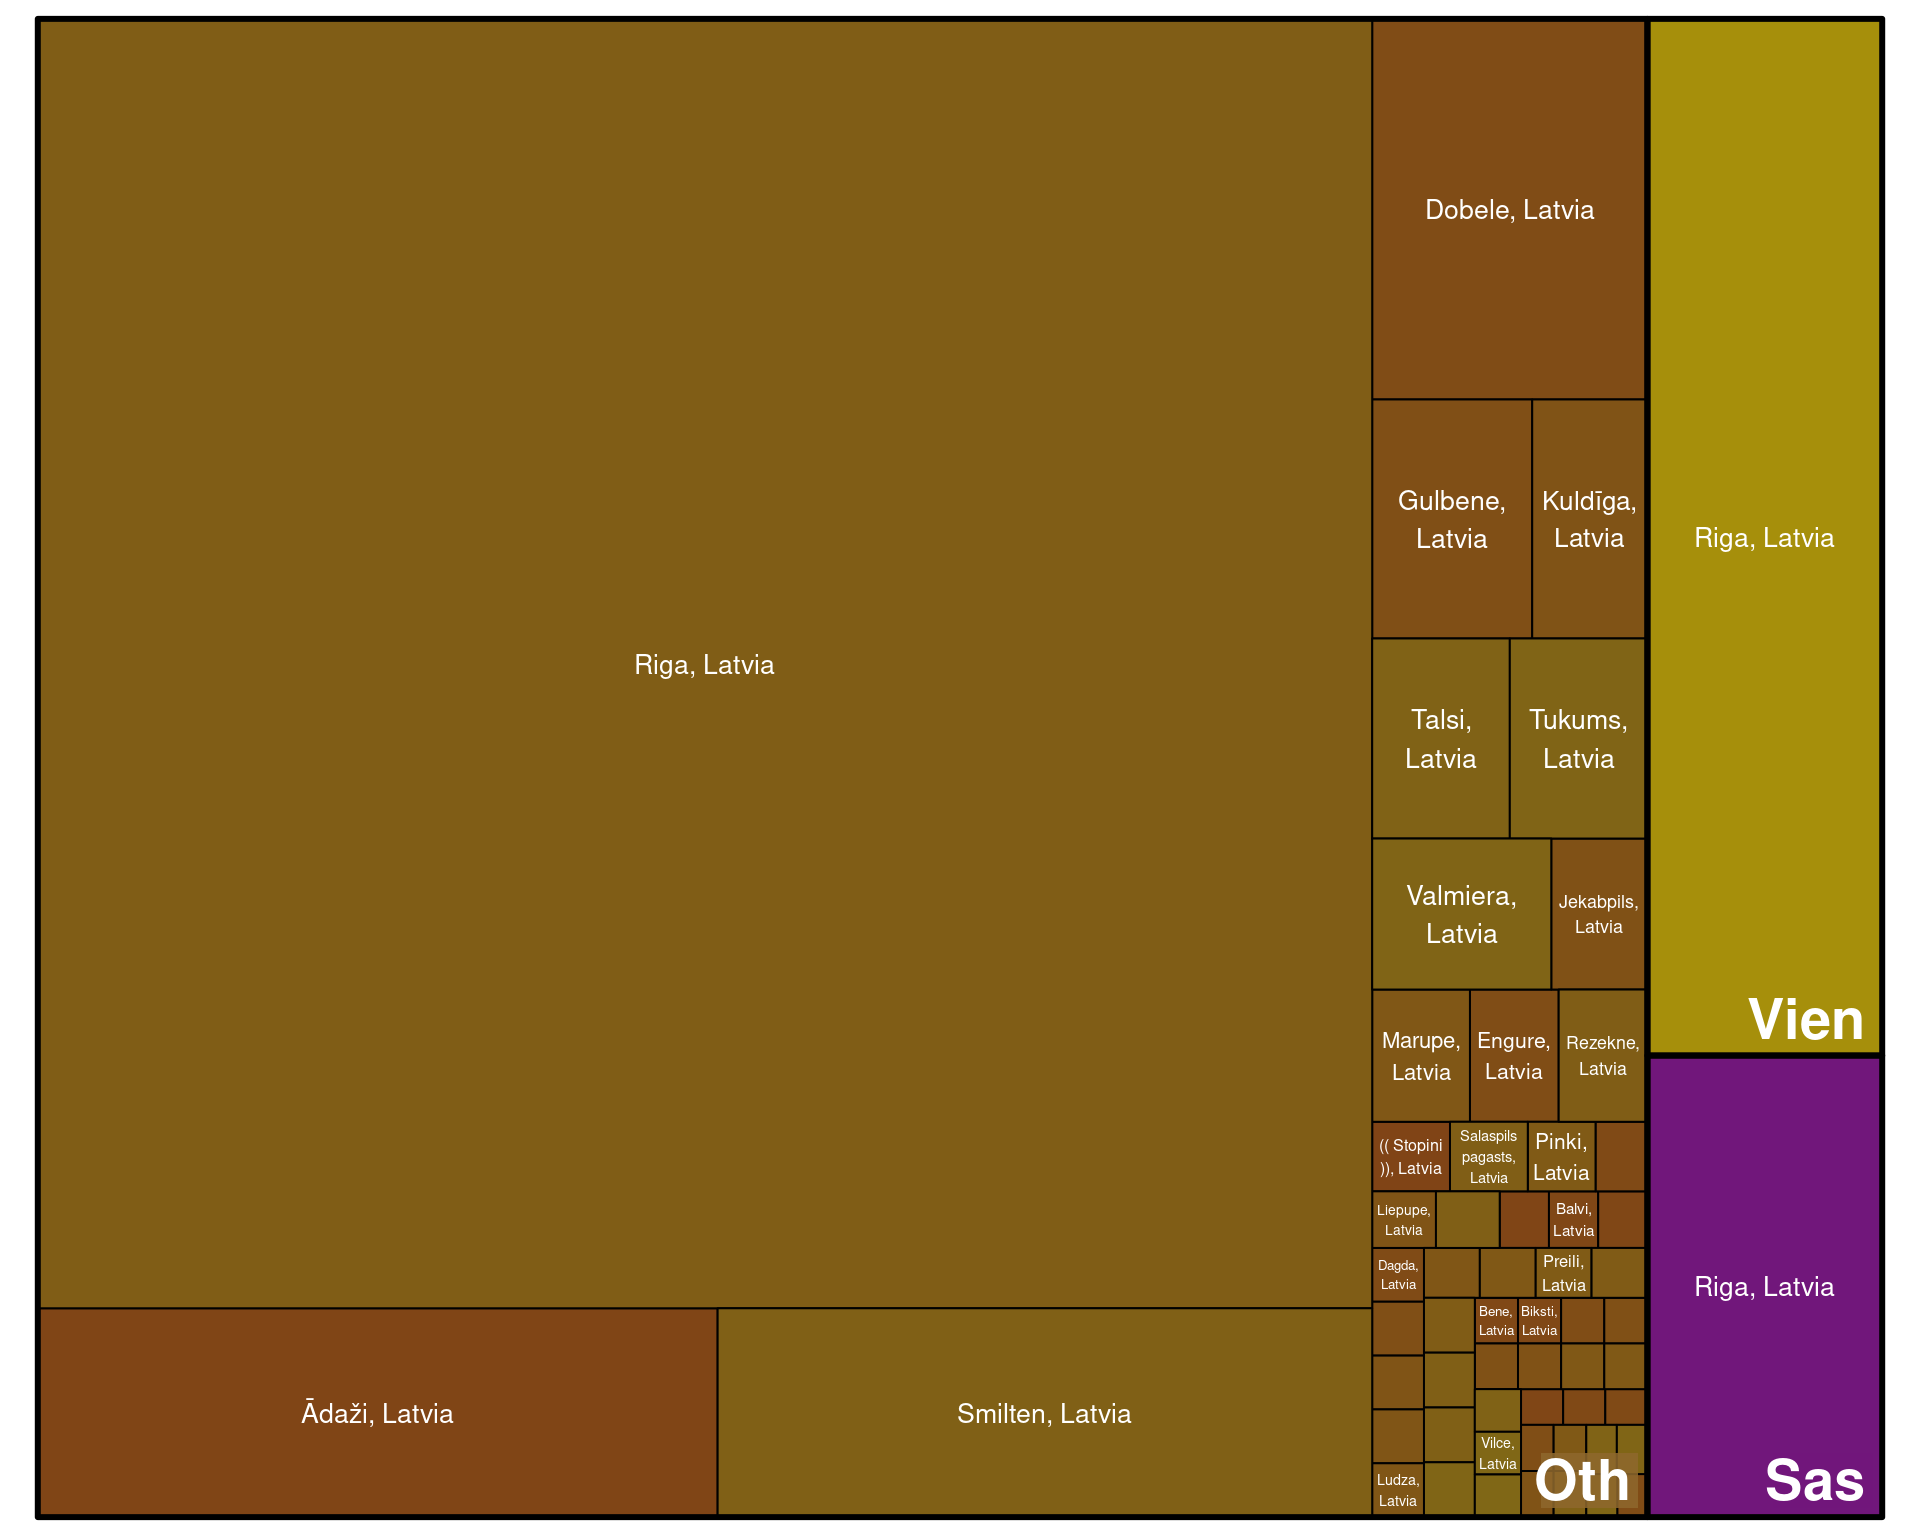 Riga, Latvia
Ādaži, Latvia
Smilten, Latvia
Dobele, Latvia
Gulbene,
Latvia
Kuldīga,
Latvia
Talsi,
Latvia
Tukums,
Latvia
Valmiera,
Latvia
Jekabpils,
Latvia
Marupe,
Latvia
Engure,
Latvia
Rezekne,
Latvia
(( Stopini
)), Latvia
Salaspils
pagasts,
Latvia
Pinki,
Latvia
Liepupe,
Latvia
Balvi,
Latvia
Dagda,
Latvia
Preili,
Latvia
Bene,
Latvia
Biksti,
Latvia
Vilce,
Latvia
Ludza,
Latvia
Oth
Riga, Latvia
Vien
Riga, Latvia
Sas